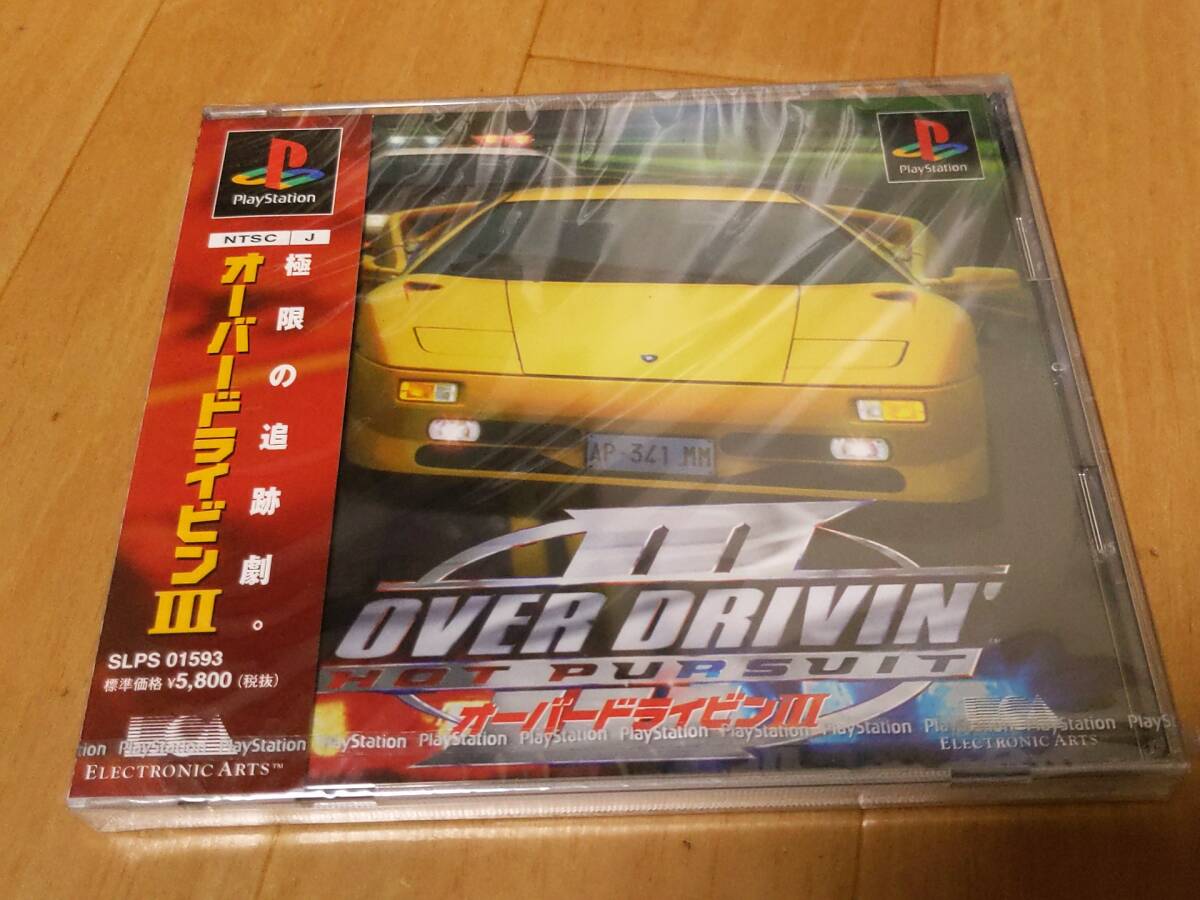 PlayStation
NTSC J
極限の追跡劇。
オーバードライビンIII
SLPS 01593
標準価格 ¥5,800(税抜)
ELECTRONIC ARTS™
PlayStation
AP·341 MM
III
OVER DRIVIN'
HOT PURSUIT
オーバードライビンIII
PlayStation PlayStation PlayStation PlayStation PlayStation PlayStation PlayStation PlayStation PlayStation PlayStation
ELECTRONIC ARTS